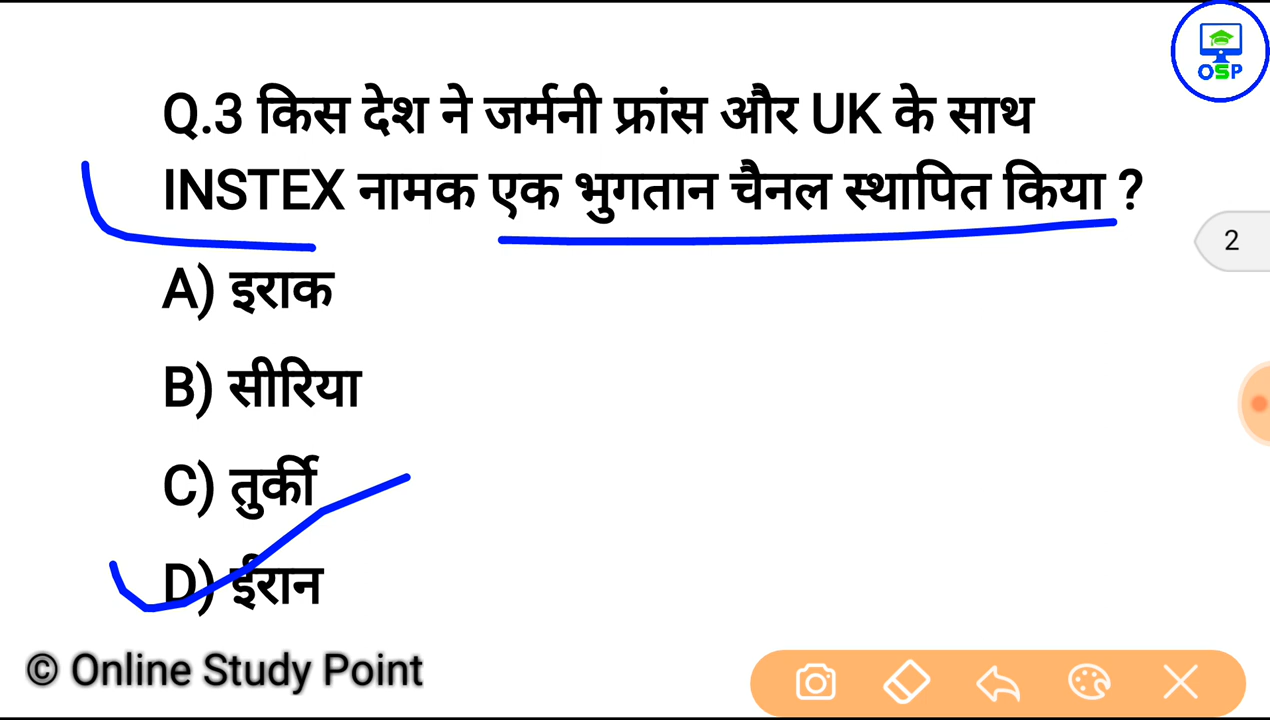 OSP
Q.3 किस देश ने जर्मनी फ्रांस और UK के साथ
INSTEX नामक एक भुगतान चैनल स्थापित किया ?
2
A) इराक
B) सीरिया
C) तुर्की
D) ईरान
© Online Study Point